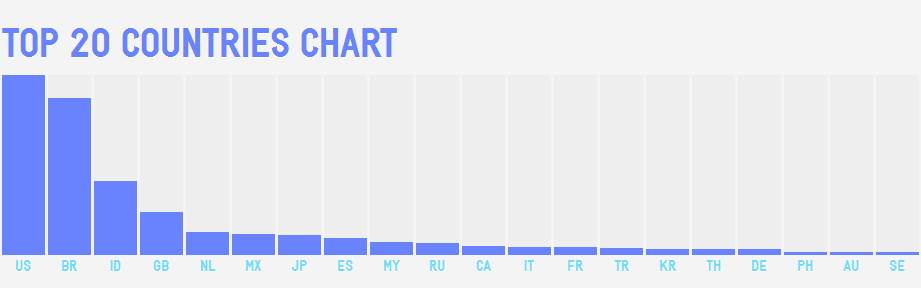 TOP 20 COUNTRIES CHART
US BR ID GB NL MX JP ES MY RU CA IT FR TR KR TH DE PH AU SE